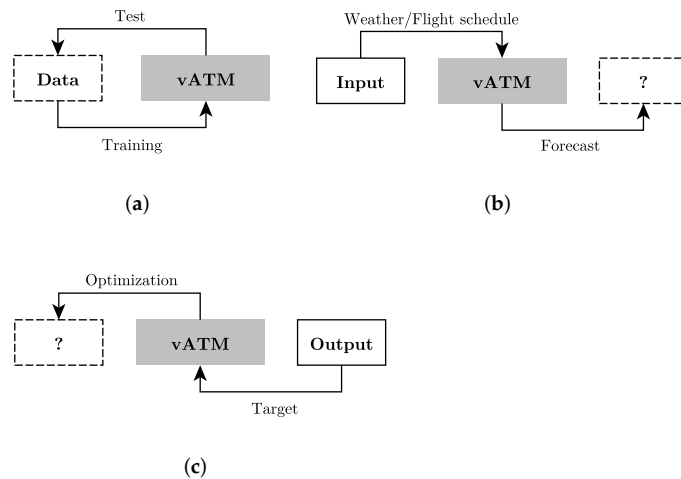 Test
Data
vATM
Training
(a)
Weather/Flight schedule
Input
vATM
?
Forecast
(b)
Optimization
?
vATM
Output
Target
(c)